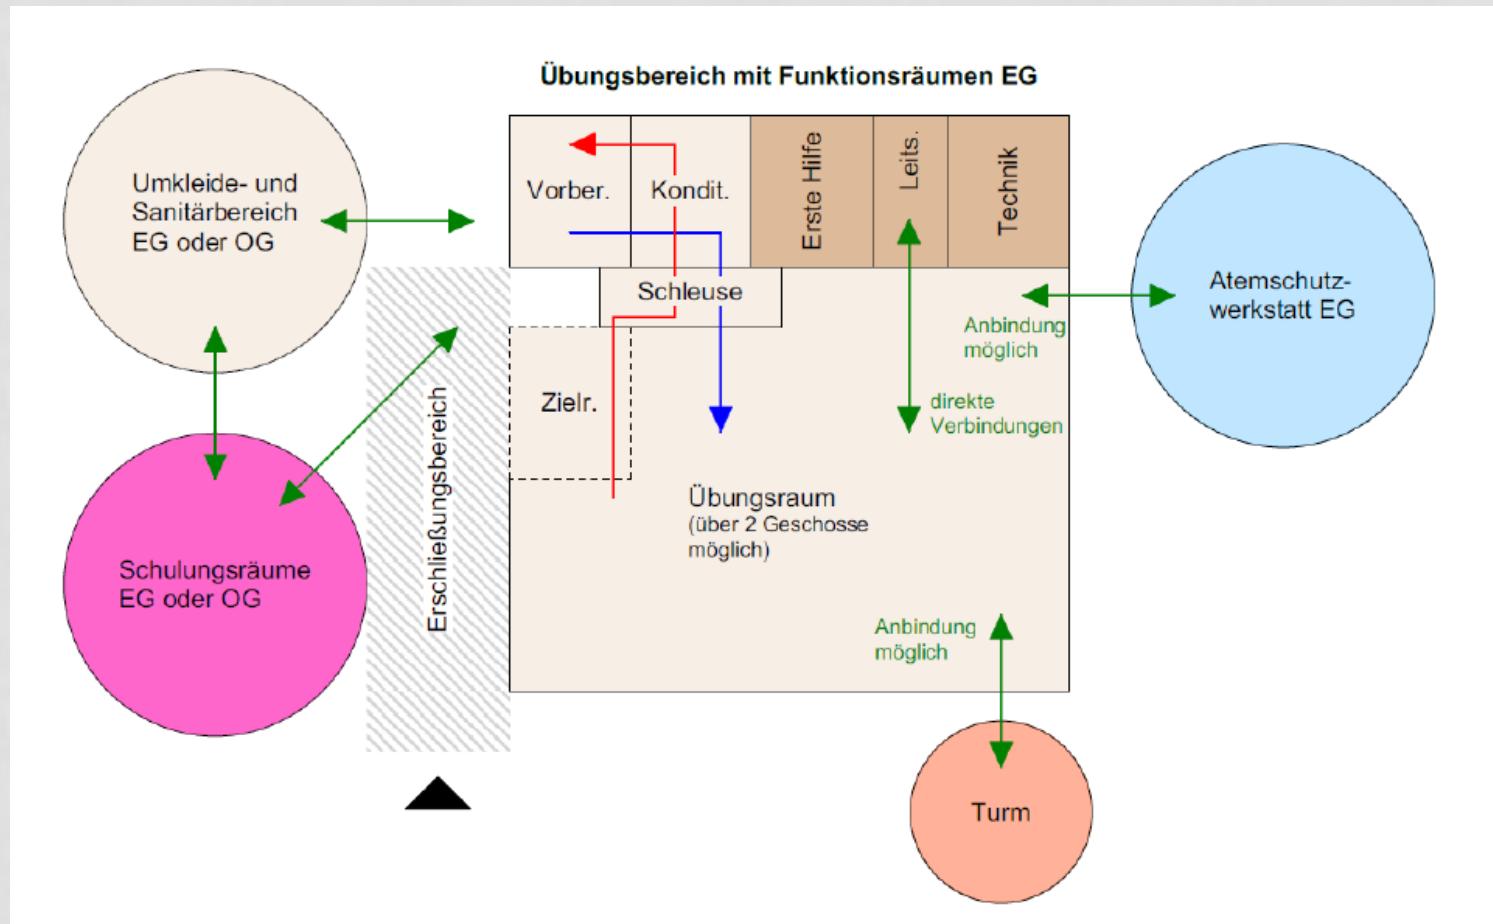 Übungsbereich mit Funktionsräumen EG
Umkleide- und
Sanitärbereich
EG oder OG
Vorber.
Kondit.
Erste Hilfe
Leits.
Technik
Schleuse
Atemschutz-
werkstatt EG
Anbindung
möglich
Zielr.
direkte
Verbindungen
Erschließungsbereich
Übungsraum
(über 2 Geschosse
möglich)
Schulungsräume
EG oder OG
Anbindung
möglich
Turm